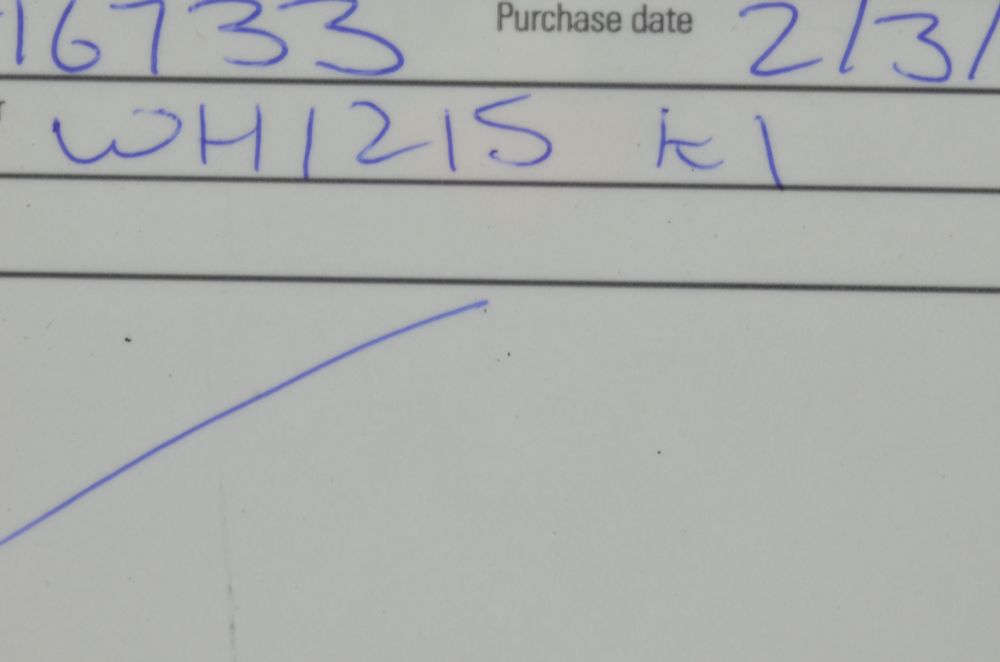 16733 Purchase date 2/3/
WH1215 K1